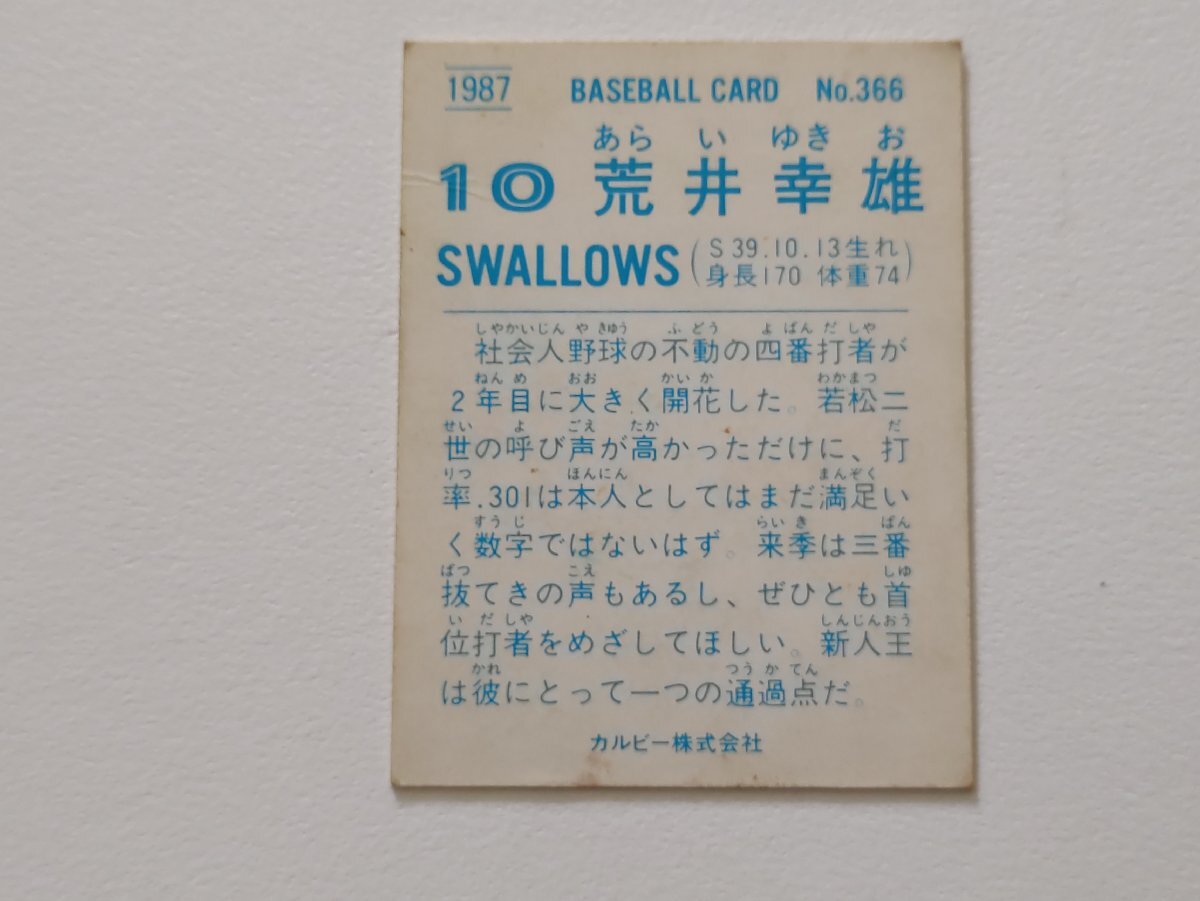 1987 BASEBALL CARD No.366
あら い ゆき お
10 荒井幸雄
SWALLOWS (S39.10.13生れ
身長170 体重74)
しゃかいじん や きゅう ふ どう よ ばん だ しゃ
社会人野球の不動の四番打者が
ねん め おお かい か わかまつ
2年目に大きく開花した。若松二
せい よ ごえ たか だ
世の呼び声が高かっただけに、打
りつ ほんにん まんぞく
率.301は本人としてはまだ満足い
すう じ らい き ばん
く数字ではないはず。来季は三番
ばつ こえ しゅ
抜てきの声もあるし、ぜひとも首
い だ しゃ しんじんおう
位打者をめざしてほしい。新人王
かれ つう か てん
は彼にとって一つの通過点だ。
カルビー株式会社